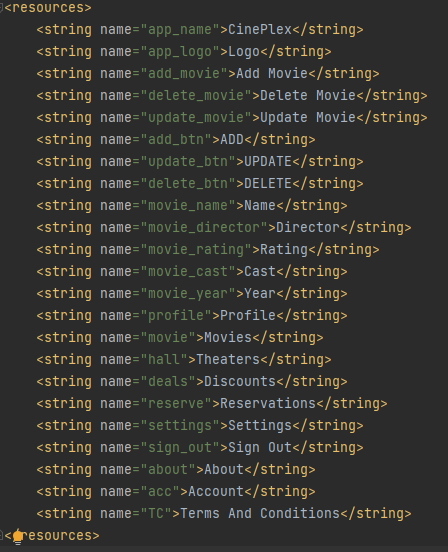 <resources>
<string name="app_name">CinePlex</string>
<string name="app_logo">Logo</string>
<string name="add_movie">Add Movie</string>
<string name="delete_movie">Delete Movie</string>
<string name="update_movie">Update Movie</string>
<string name="add_btn">ADD</string>
<string name="update_btn">UPDATE</string>
<string name="delete_btn">DELETE</string>
<string name="movie_name">Name</string>
<string name="movie_director">Director</string>
<string name="movie_rating">Rating</string>
<string name="movie_cast">Cast</string>
<string name="movie_year">Year</string>
<string name="profile">Profile</string>
<string name="movie">Movies</string>
<string name="hall">Theaters</string>
<string name="deals">Discounts</string>
<string name="reserve">Reservations</string>
<string name="settings">Settings</string>
<string name="sign_out">Sign Out</string>
<string name="about">About</string>
<string name="acc">Account</string>
<string name="TC">Terms And Conditions</string>
</resources>